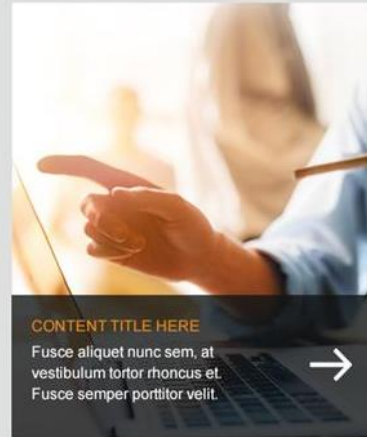 CONTENT TITLE HERE
Fusce aliquet nunc sem, at
vestibulum tortor rhoncus et.
Fusce semper porttitor velit.